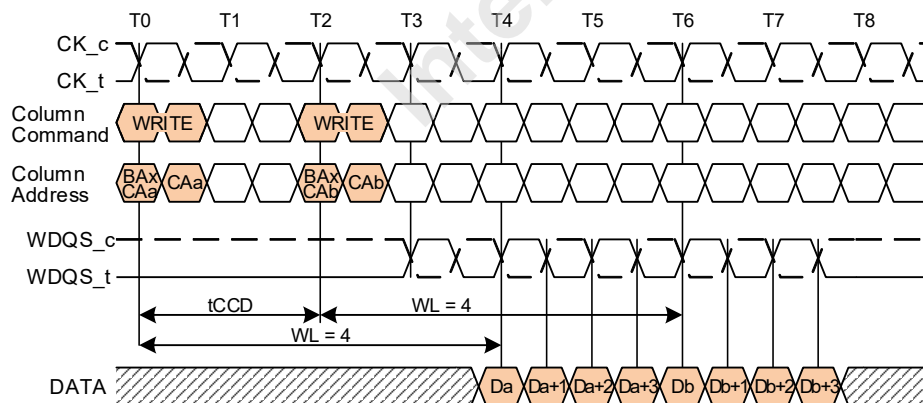 T0 T1 T2 T3 T4 T5 T6 T7 T8
CK_c
CK_t
Column Command
WRITE WRITE
Column Address
BAx CAa CAa BAx CAb CAb
WDQS_c
WDQS_t
tCCD WL = 4
WL = 4
DATA Da Da+1 Da+2 Da+3 Db Db+1 Db+2 Db+3
Inte